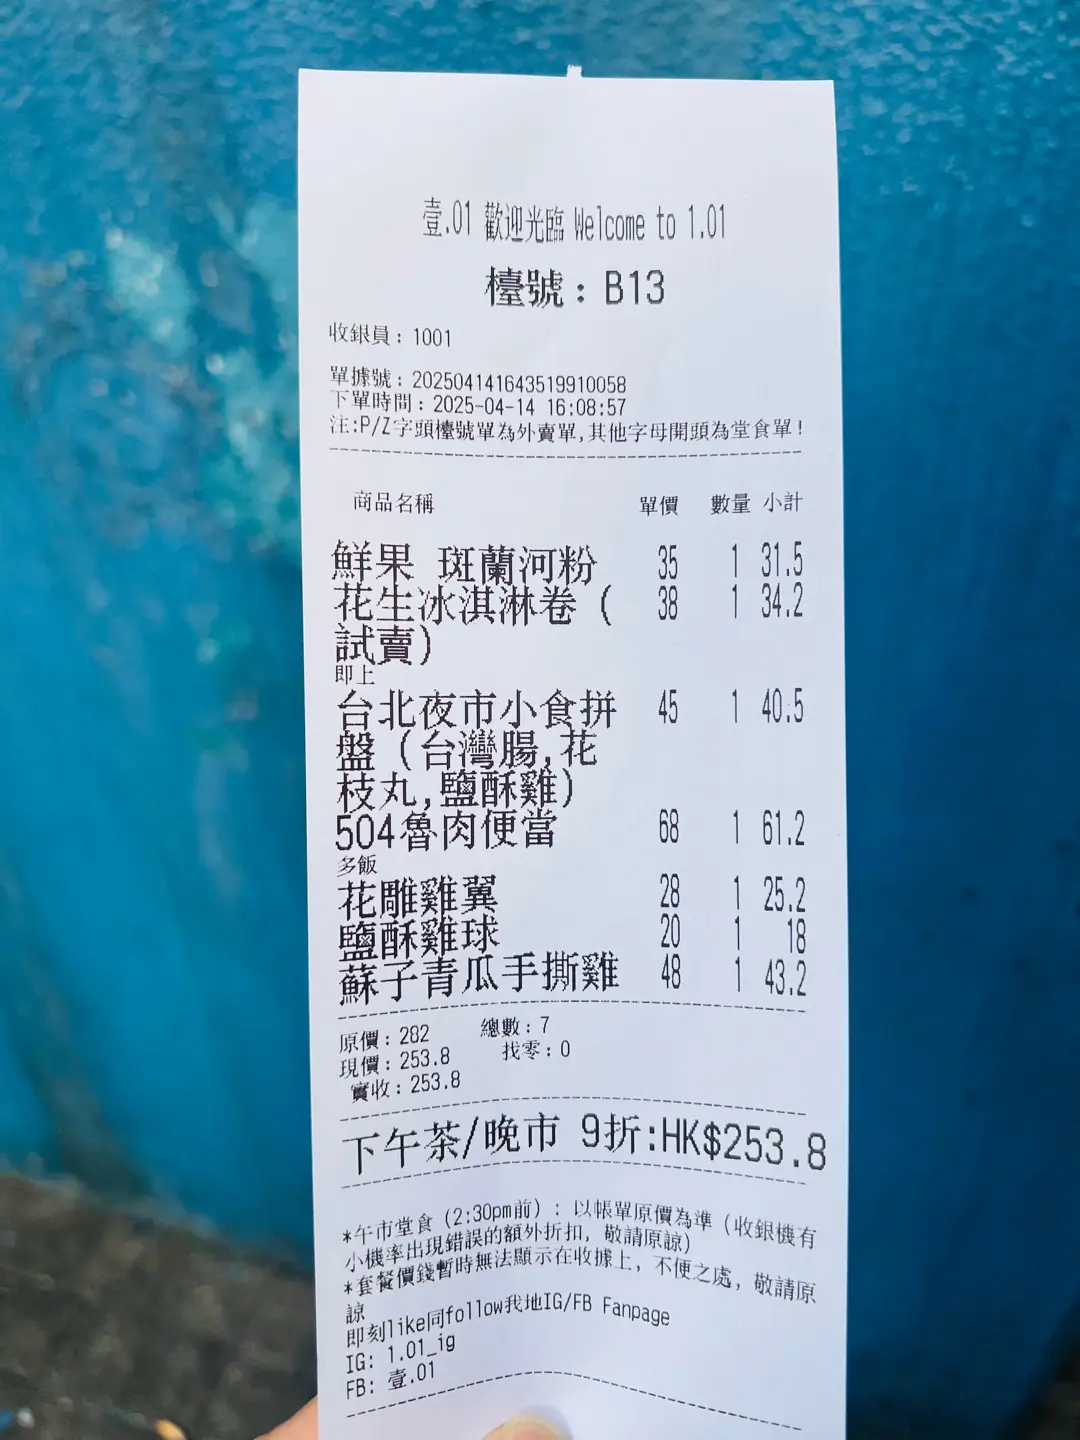 壹.01 歡迎光臨 Welcome to 1.01
檯號：B13
收銀員：1001
單據號：202504141643519910058
下單時間：2025-04-14 16:08:57
注:P/Z字頭檯號單為外賣單,其他字母開頭為堂食單!
商品名稱 單價 數量 小計
鮮果 斑蘭河粉 35 1 31.5
花生冰淇淋卷（ 38 1 34.2
試賣）
即上
台北夜市小食拼 45 1 40.5
盤（台灣腸,花
枝丸,鹽酥雞）
504魯肉便當 68 1 61.2
多飯
花雕雞翼 28 1 25.2
鹽酥雞球 20 1 18
蘇子青瓜手撕雞 48 1 43.2
原價：282 總數：7
現價：253.8 找零：0
實收：253.8
下午茶/晚市 9折:HK$253.8
*午市堂食（2:30pm前）：以帳單原價為準（收銀機有
小機率出現錯誤的額外折扣，敬請原諒）
*套餐價錢暫時無法顯示在收據上，不便之處，敬請原
諒
即刻like同follow我地IG/FB Fanpage
IG: 1.01_ig
FB: 壹.01